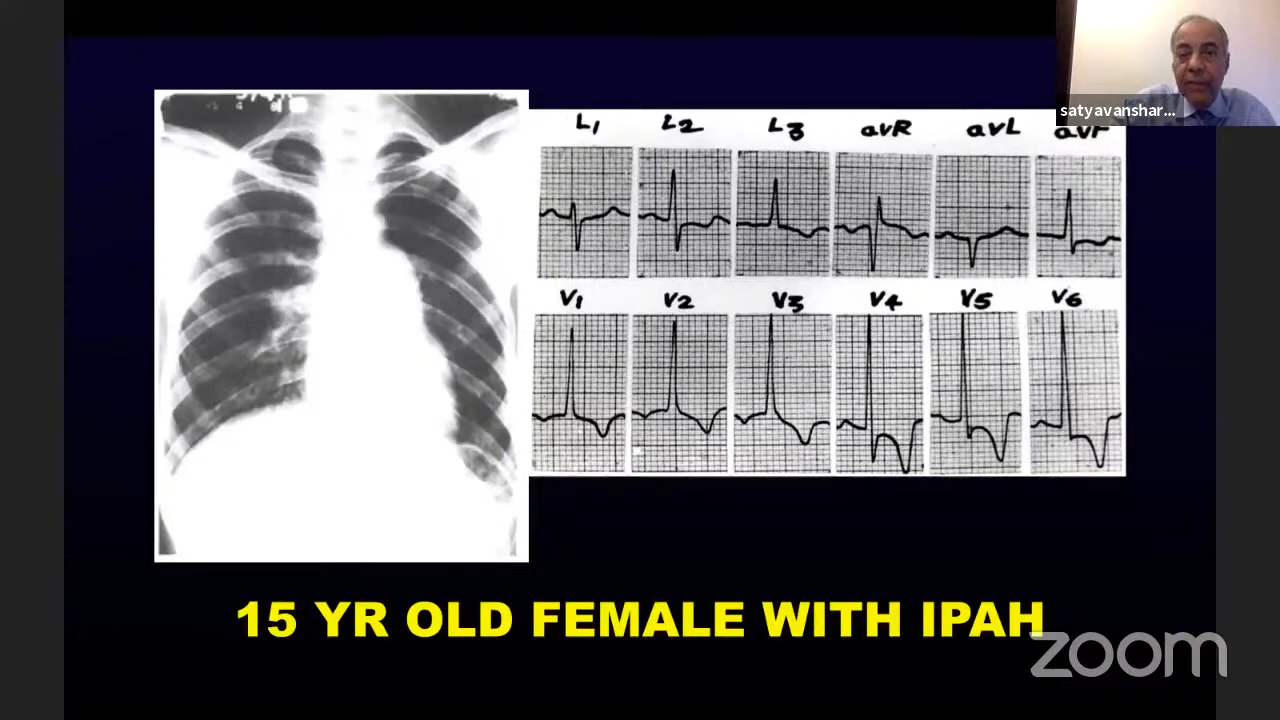 satyavanshar...
L1 L2 L3 avR avL avF
V1 V2 V3 V4 V5 V6
15 YR OLD FEMALE WITH IPAH
zoom